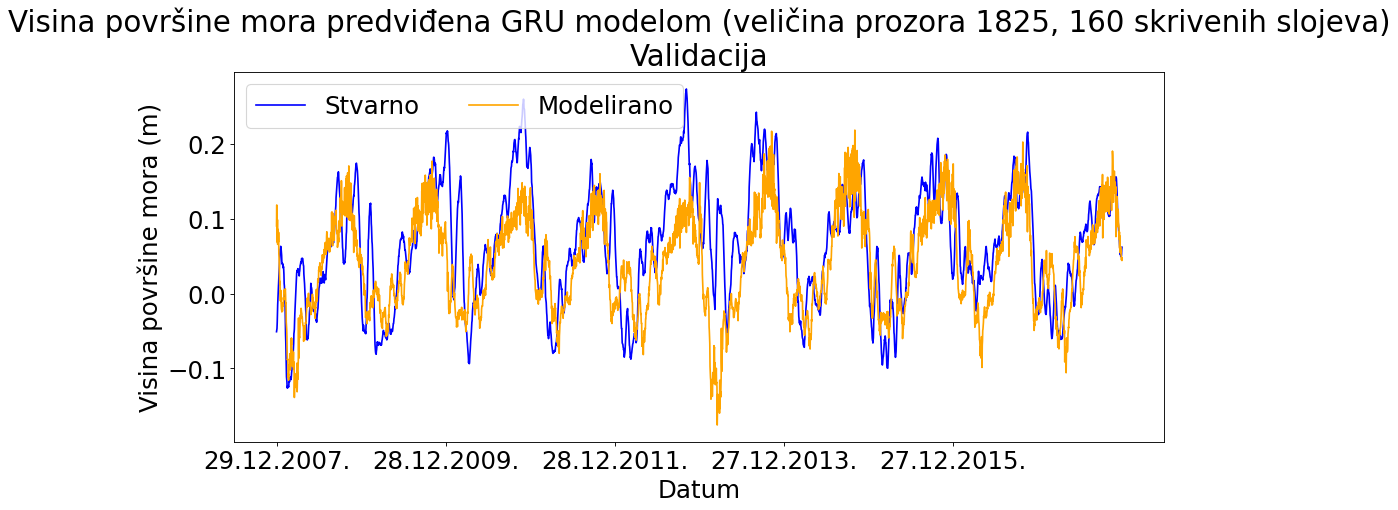 Visina površine mora predviđena GRU modelom (veličina prozora 1825, 160 skrivenih slojeva)
Validacija
Stvarno Modelirano
Visina površine mora (m)
0.2
0.1
0.0
−0.1
29.12.2007. 28.12.2009. 28.12.2011. 27.12.2013. 27.12.2015.
Datum